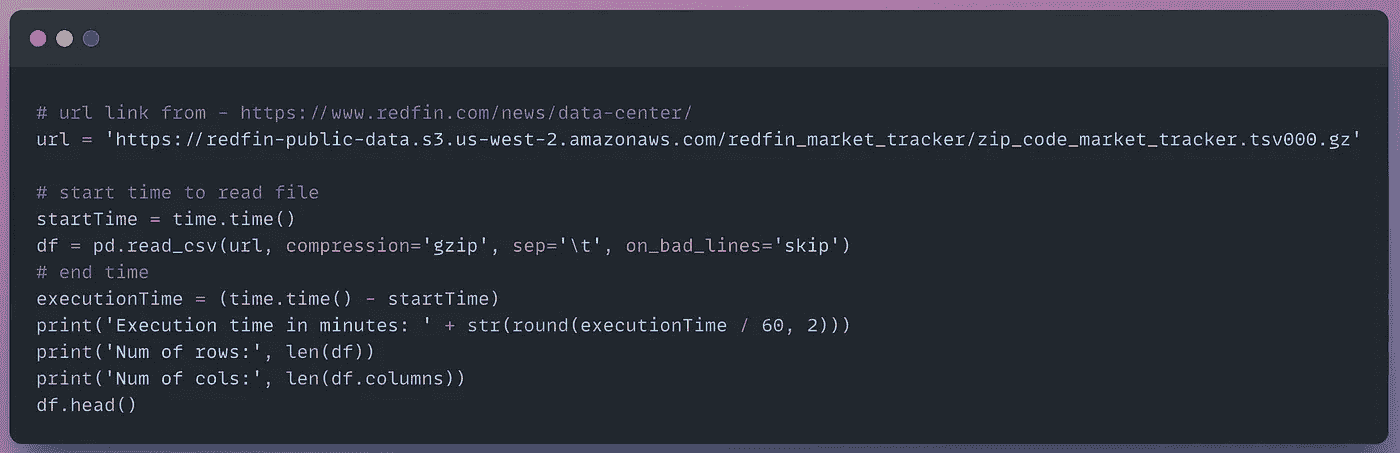 # url link from - https://www.redfin.com/news/data-center/
url = 'https://redfin-public-data.s3.us-west-2.amazonaws.com/redfin_market_tracker/zip_code_market_tracker.tsv000.gz'
# start time to read file
startTime = time.time()
df = pd.read_csv(url, compression='gzip', sep='\t', on_bad_lines='skip')
# end time
executionTime = (time.time() - startTime)
print('Execution time in minutes: ' + str(round(executionTime / 60, 2)))
print('Num of rows:', len(df))
print('Num of cols:', len(df.columns))
df.head()